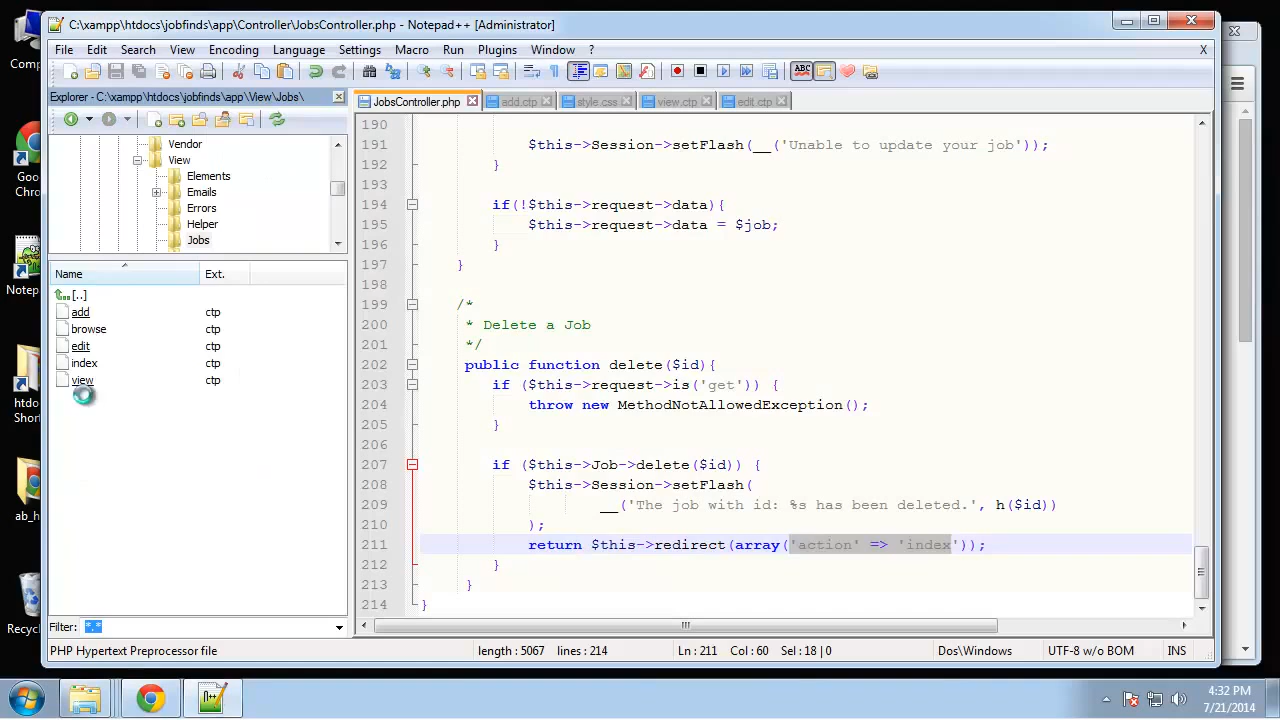 C:\xampp\htdocs\jobfinds\app\Controller\JobsController.php - Notepad++ [Administrator]
File Edit Search View Encoding Language Settings Macro Run Plugins Window ? X
Comp
Explorer - C:\xampp\htdocs\jobfinds\app\View\Jobs\
JobsController.php add.ctp style.css view.ctp edit.ctp
Vendor
View
Elements
Emails
Errors
Helper
Jobs
Goo
Chro
Notep
htdo
Short
ab_h
Recycl
Name Ext.
[..]
add ctp
browse ctp
edit ctp
index ctp
view ctp
Filter: *.*
190
191 $this->Session->setFlash(__('Unable to update your job'));
192 }
193
194 if(!$this->request->data){
195 $this->request->data = $job;
196 }
197 }
198
199 /*
200 * Delete a Job
201 */
202 public function delete($id){
203 if ($this->request->is('get')) {
204 throw new MethodNotAllowedException();
205 }
206
207 if ($this->Job->delete($id)) {
208 $this->Session->setFlash(
209 __('The job with id: %s has been deleted.', h($id))
210 );
211 return $this->redirect(array('action' => 'index'));
212 }
213 }
214 }
PHP Hypertext Preprocessor file length : 5067 lines : 214 Ln : 211 Col : 60 Sel : 18 | 0 Dos\Windows UTF-8 w/o BOM INS
4:32 PM
7/21/2014